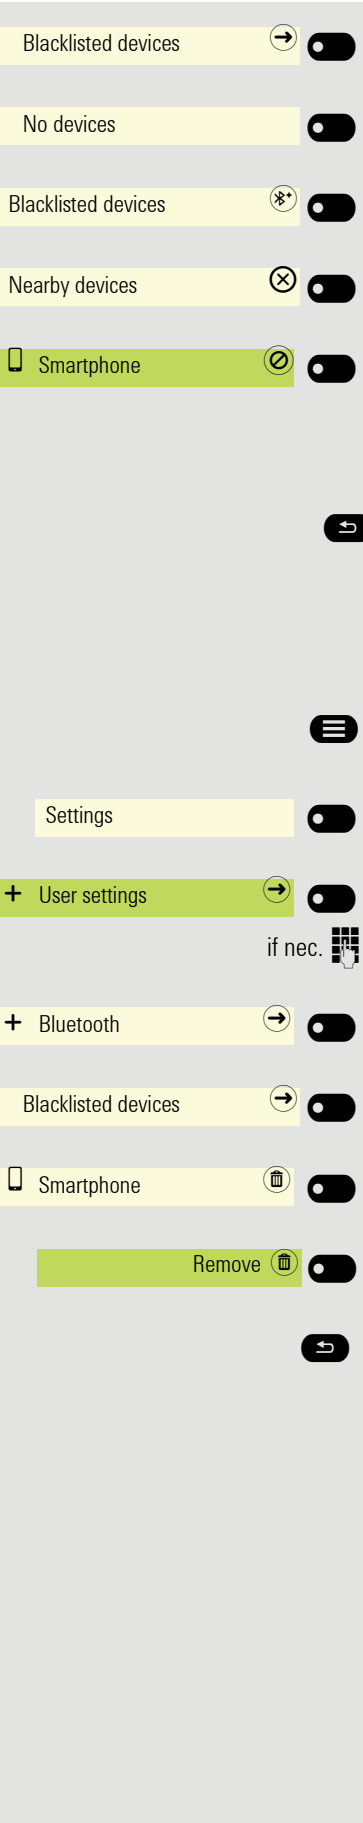 Blacklisted devices
No devices
Blacklisted devices
Nearby devices
Smartphone
Settings
+ User settings
if nec.
+ Bluetooth
Blacklisted devices
Smartphone
Remove